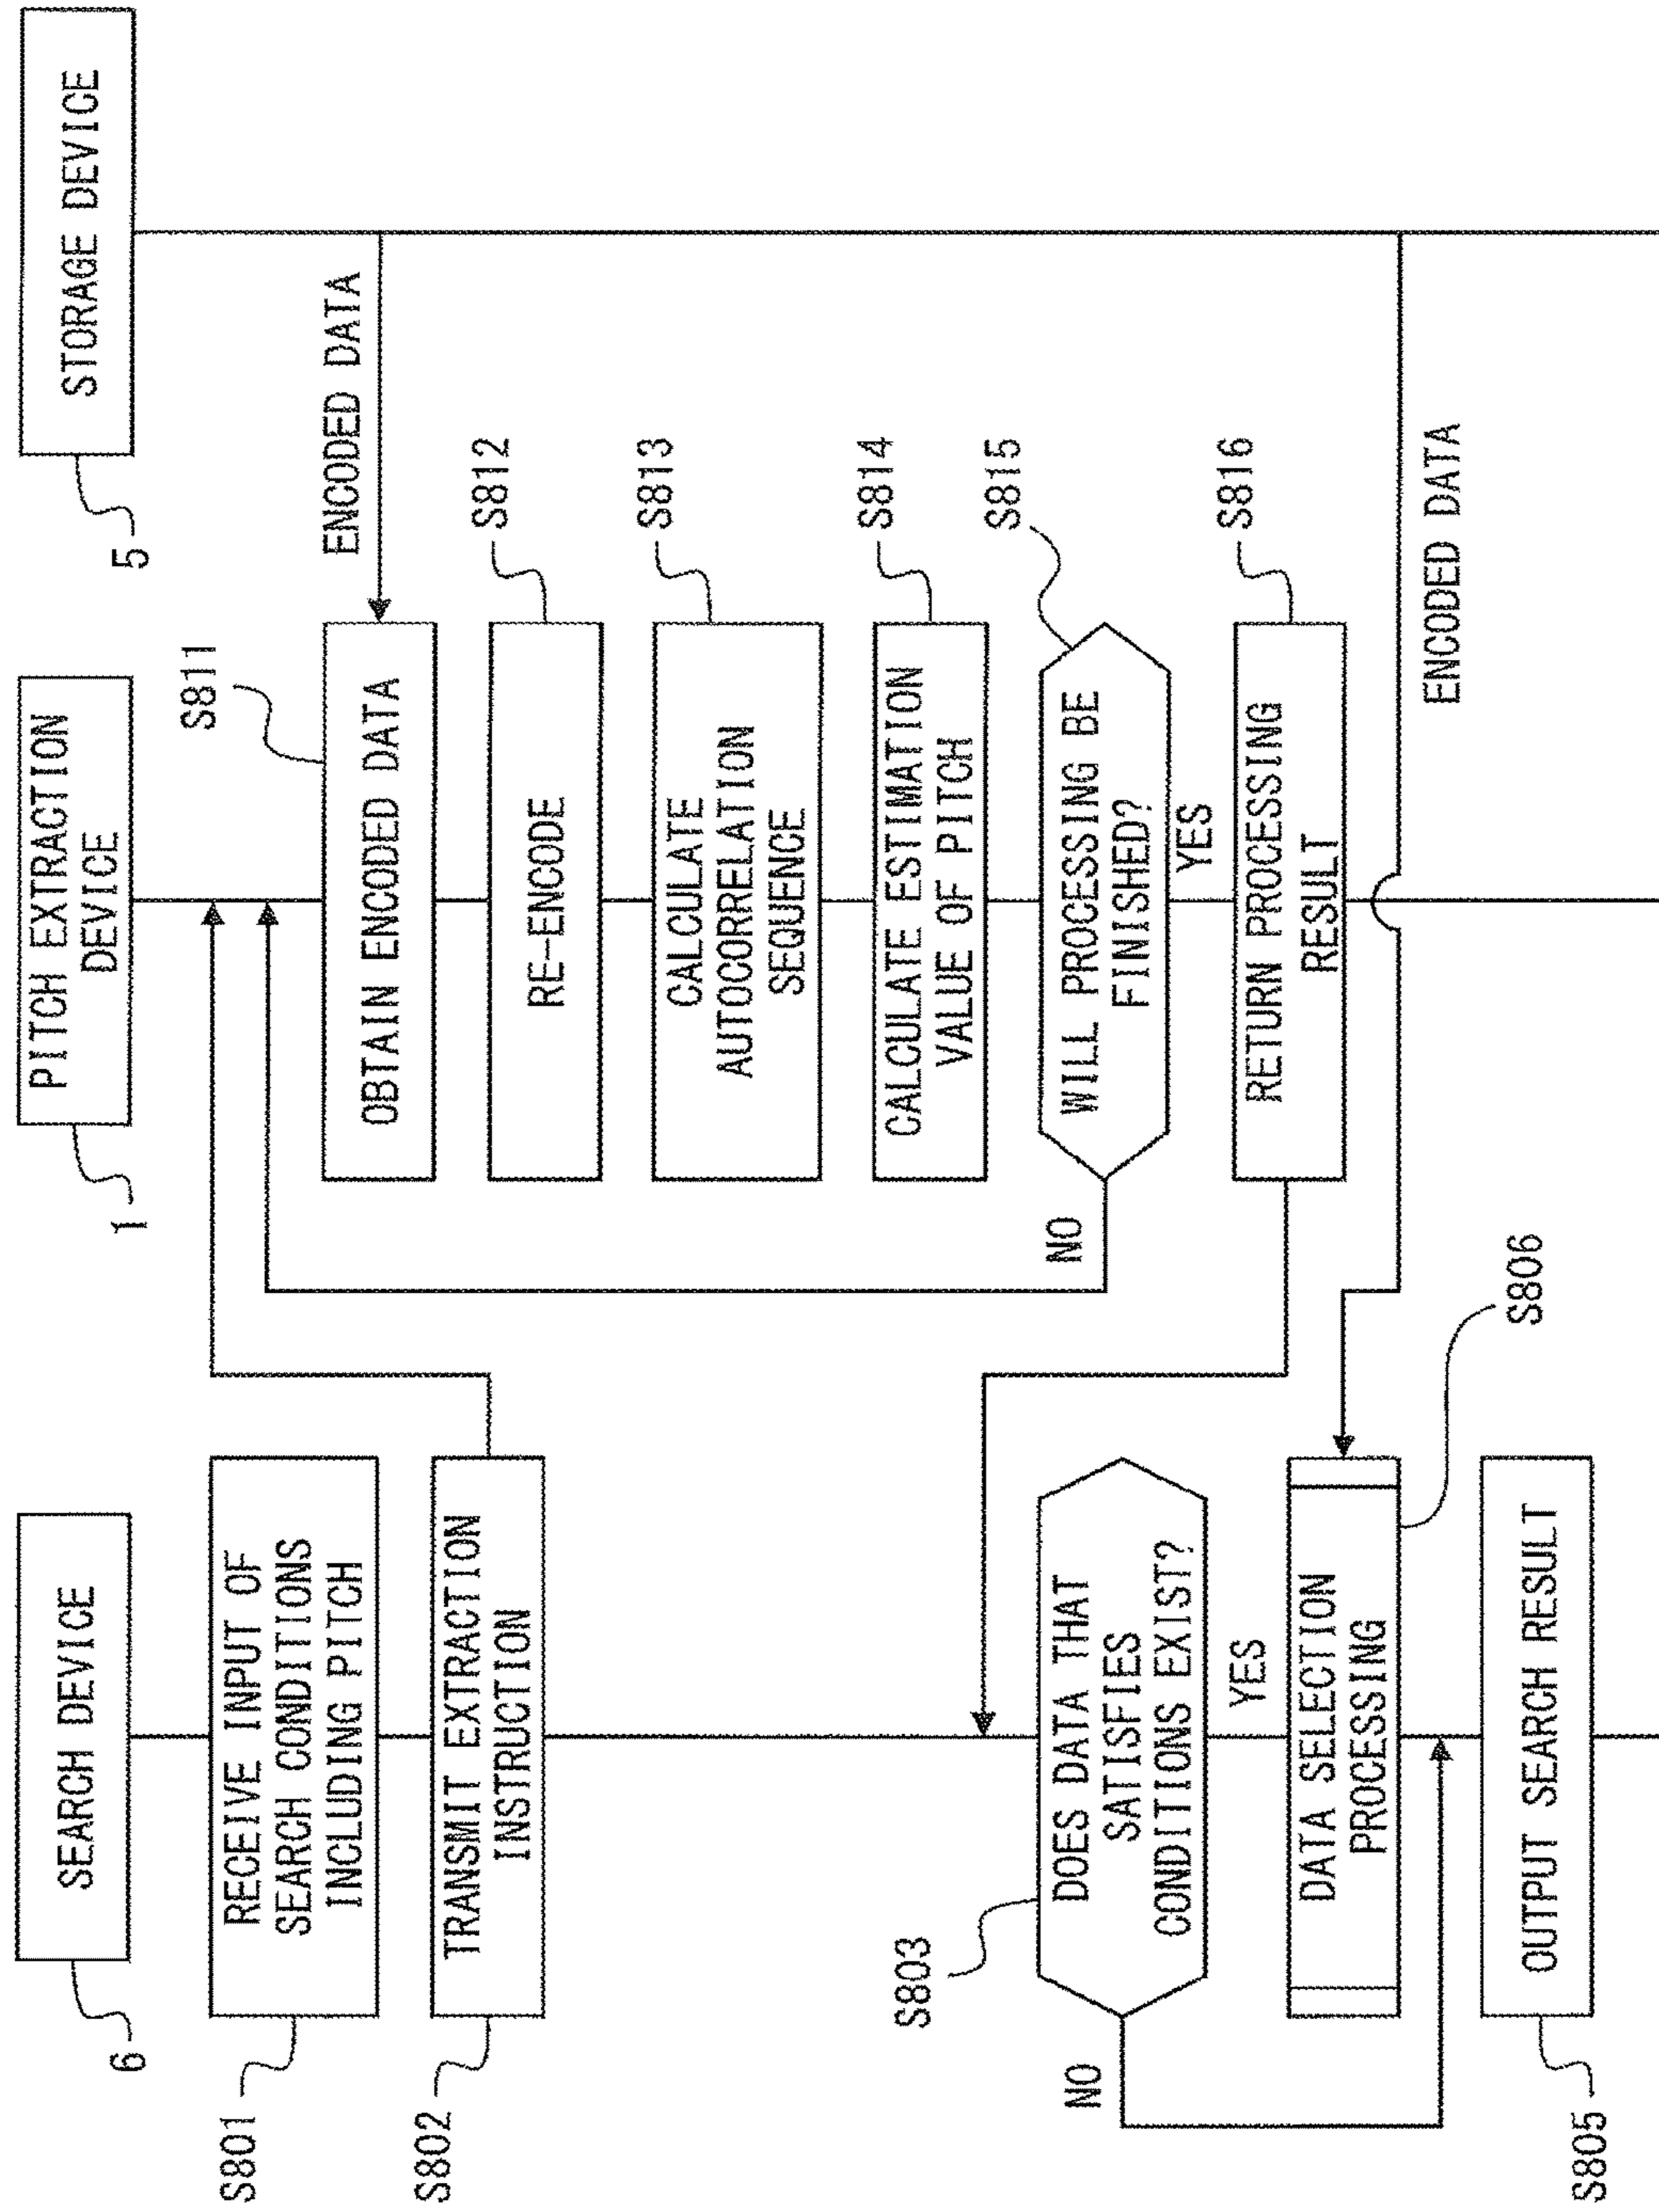 SEARCH DEVICE
6
S801
RECEIVE INPUT OF
SEARCH CONDITIONS
INCLUDING PITCH
S802
TRANSMIT EXTRACTION
INSTRUCTION
S803
DOES DATA THAT
SATISFIES
CONDITIONS EXIST?
NO
YES
DATA SELECTION
PROCESSING
S806
S805
OUTPUT SEARCH RESULT
PITCH EXTRACTION
DEVICE
1
S811
OBTAIN ENCODED DATA
RE-ENCODE
S812
CALCULATE
AUTOCORRELATION
SEQUENCE
S813
CALCULATE ESTIMATION
VALUE OF PITCH
S814
WILL PROCESSING BE
FINISHED?
S815
NO
YES
RETURN PROCESSING
RESULT
S816
STORAGE DEVICE
5
ENCODED DATA
ENCODED DATA